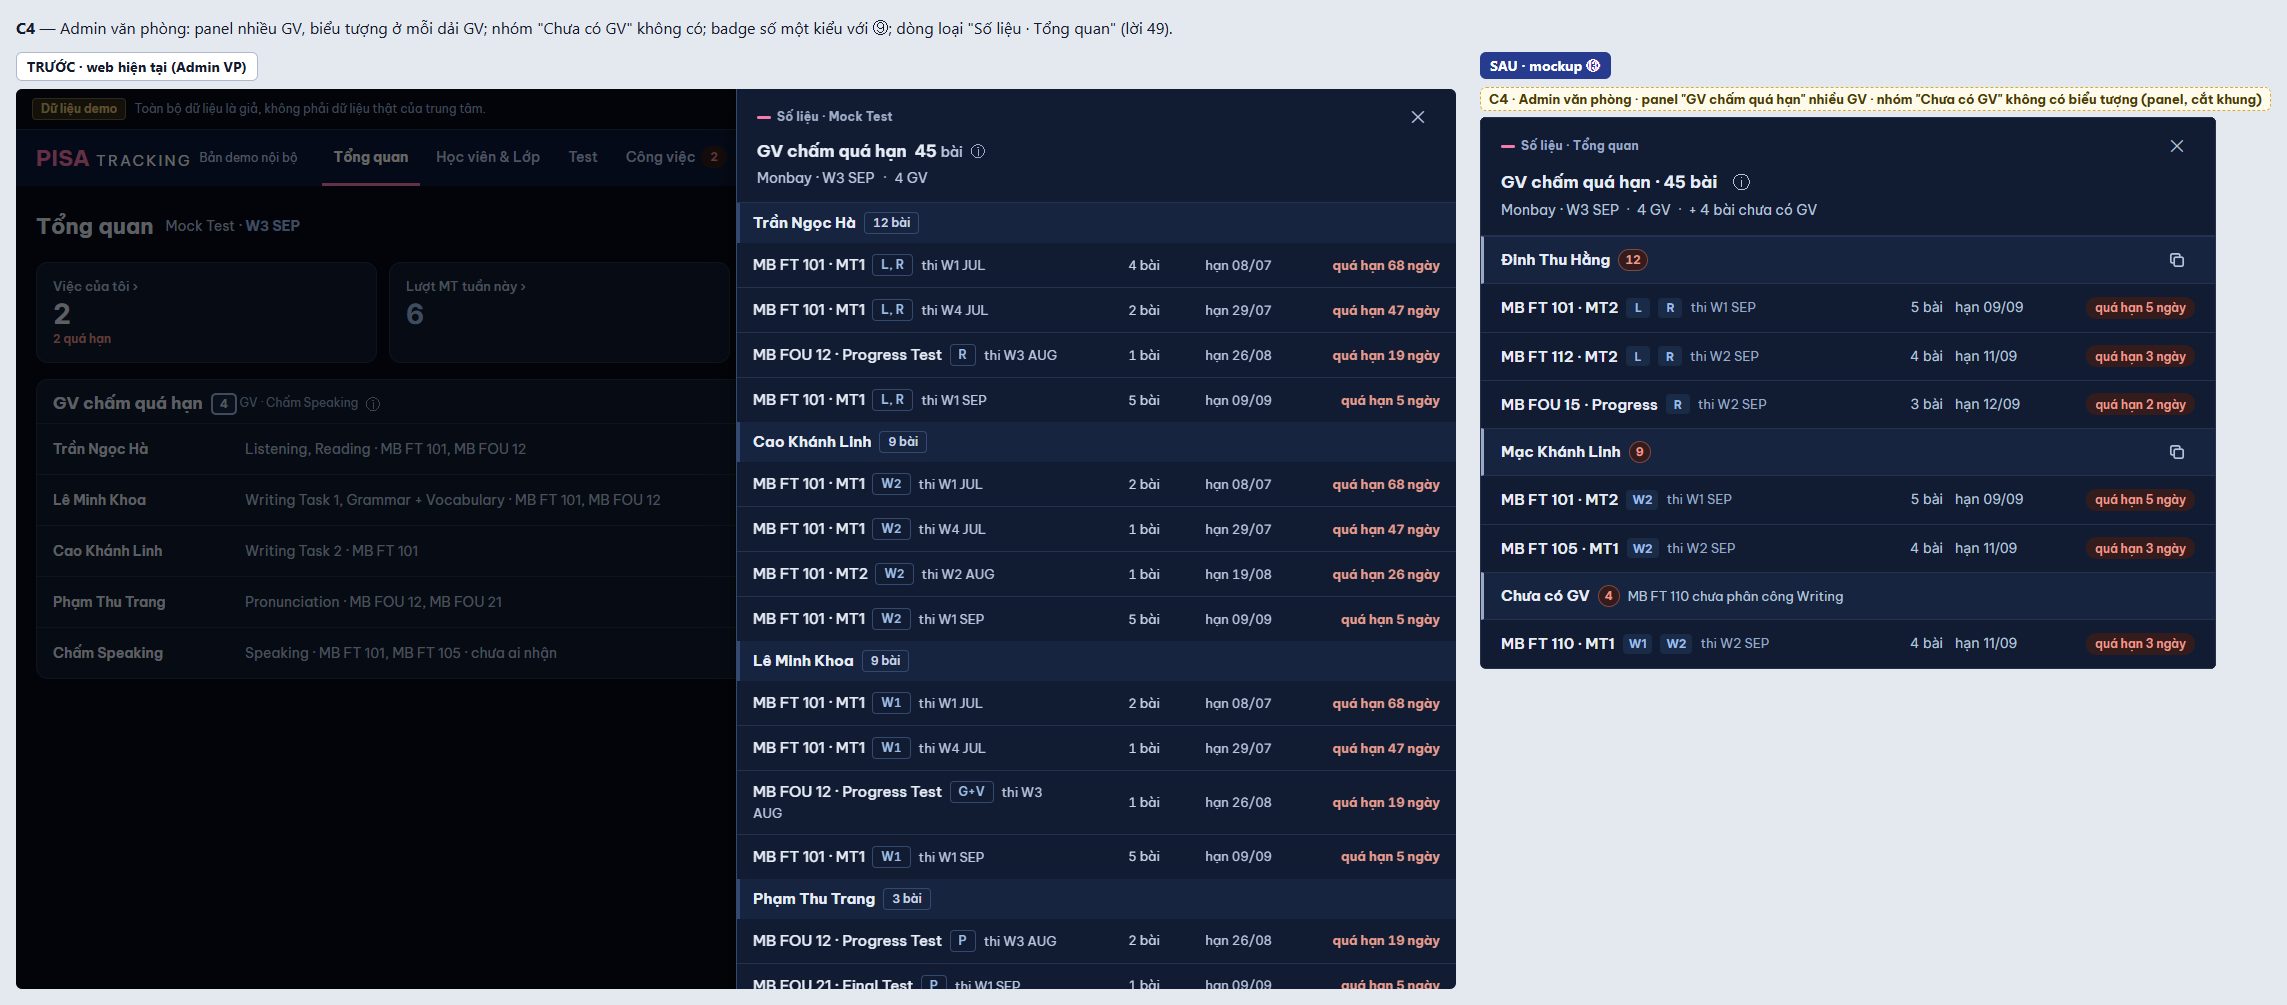 C4 — Admin văn phòng: panel nhiều GV, biểu tượng ở mỗi dải GV; nhóm "Chưa có GV" không có; badge số một kiểu với ⑨; dòng loại "Số liệu · Tổng quan" (lời 49).
TRƯỚC · web hiện tại (Admin VP)
Dữ liệu demo Toàn bộ dữ liệu là giả, không phải dữ liệu thật của trung tâm.
PISA TRACKING Bản demo nội bộ Tổng quan Học viên & Lớp Test Công việc 2
Tổng quan Mock Test · W3 SEP
Việc của tôi › Lượt MT tuần này ›
2 6
2 quá hạn
GV chấm quá hạn 4 GV · Chấm Speaking ⓘ
Trần Ngọc Hà Listening, Reading · MB FT 101, MB FOU 12
Lê Minh Khoa Writing Task 1, Grammar + Vocabulary · MB FT 101, MB FOU 12
Cao Khánh Linh Writing Task 2 · MB FT 101
Phạm Thu Trang Pronunciation · MB FOU 12, MB FOU 21
Chấm Speaking Speaking · MB FT 101, MB FT 105 · chưa ai nhận
Số liệu · Mock Test
GV chấm quá hạn 45 bài ⓘ
Monbay · W3 SEP · 4 GV
Trần Ngọc Hà 12 bài
MB FT 101 · MT1 L, R thi W1 JUL 4 bài hạn 08/07 quá hạn 68 ngày
MB FT 101 · MT1 L, R thi W4 JUL 2 bài hạn 29/07 quá hạn 47 ngày
MB FOU 12 · Progress Test R thi W3 AUG 1 bài hạn 26/08 quá hạn 19 ngày
MB FT 101 · MT1 L, R thi W1 SEP 5 bài hạn 09/09 quá hạn 5 ngày
Cao Khánh Linh 9 bài
MB FT 101 · MT1 W2 thi W1 JUL 2 bài hạn 08/07 quá hạn 68 ngày
MB FT 101 · MT1 W2 thi W4 JUL 1 bài hạn 29/07 quá hạn 47 ngày
MB FT 101 · MT2 W2 thi W2 AUG 1 bài hạn 19/08 quá hạn 26 ngày
MB FT 101 · MT1 W2 thi W1 SEP 5 bài hạn 09/09 quá hạn 5 ngày
Lê Minh Khoa 9 bài
MB FT 101 · MT1 W1 thi W1 JUL 2 bài hạn 08/07 quá hạn 68 ngày
MB FT 101 · MT1 W1 thi W4 JUL 1 bài hạn 29/07 quá hạn 47 ngày
MB FOU 12 · Progress Test G+V thi W3 1 bài hạn 26/08 quá hạn 19 ngày
AUG
MB FT 101 · MT1 W1 thi W1 SEP 5 bài hạn 09/09 quá hạn 5 ngày
Phạm Thu Trang 3 bài
MB FOU 12 · Progress Test P thi W3 AUG 2 bài hạn 26/08 quá hạn 19 ngày
MB FOU 21 · Final Test P thi W1 SEP 1 bài hạn 09/09 quá hạn 5 ngày
SAU · mockup
C4 · Admin văn phòng · panel "GV chấm quá hạn" nhiều GV · nhóm "Chưa có GV" không có biểu tượng (panel, cắt khung)
Số liệu · Tổng quan
GV chấm quá hạn · 45 bài ⓘ
Monbay · W3 SEP · 4 GV · + 4 bài chưa có GV
Đinh Thu Hằng 12
MB FT 101 · MT2 L R thi W1 SEP 5 bài hạn 09/09 quá hạn 5 ngày
MB FT 112 · MT2 L R thi W2 SEP 4 bài hạn 11/09 quá hạn 3 ngày
MB FOU 15 · Progress R thi W2 SEP 3 bài hạn 12/09 quá hạn 2 ngày
Mạc Khánh Linh 9
MB FT 101 · MT2 W2 thi W1 SEP 5 bài hạn 09/09 quá hạn 5 ngày
MB FT 105 · MT1 W2 thi W2 SEP 4 bài hạn 11/09 quá hạn 3 ngày
Chưa có GV 4 MB FT 110 chưa phân công Writing
MB FT 110 · MT1 W1 W2 thi W2 SEP 4 bài hạn 11/09 quá hạn 3 ngày